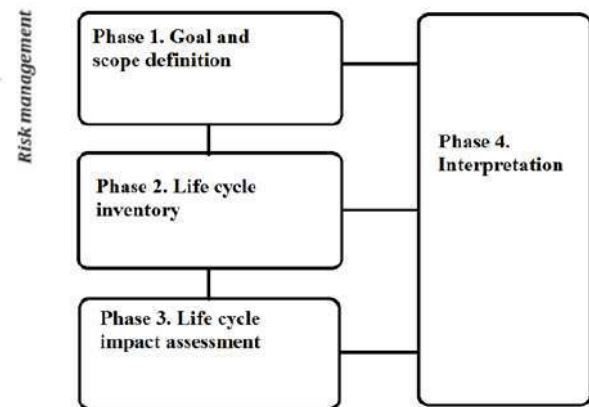 Risk management
Phase 1. Goal and
scope definition
Phase 2. Life cycle
inventory
Phase 3. Life cycle
impact assessment
Phase 4.
Interpretation